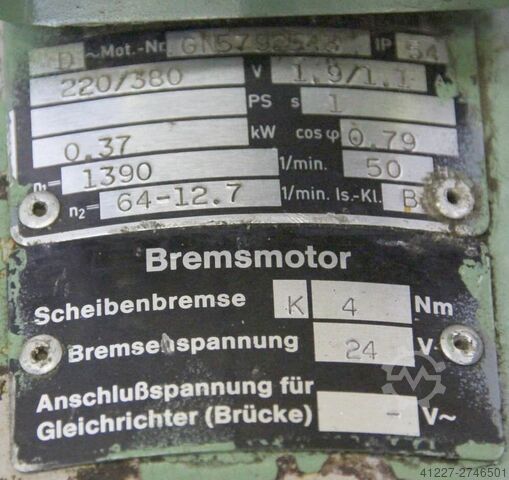 D ~Mot.-Nr. GN5792548 IP 54
220/380 V 1.9/1.1 A
PS s 1
0.37 kW cos φ 0.79
n₁= 1390 1/min. 50 Hz
n₂= 64-12.7 1/min. Is.-Kl. B
Bremsmotor
Scheibenbremse K 4 Nm
Bremsenspannung 24 V.
Anschlußspannung für
Gleichrichter (Brücke) - V~
41227-2746501